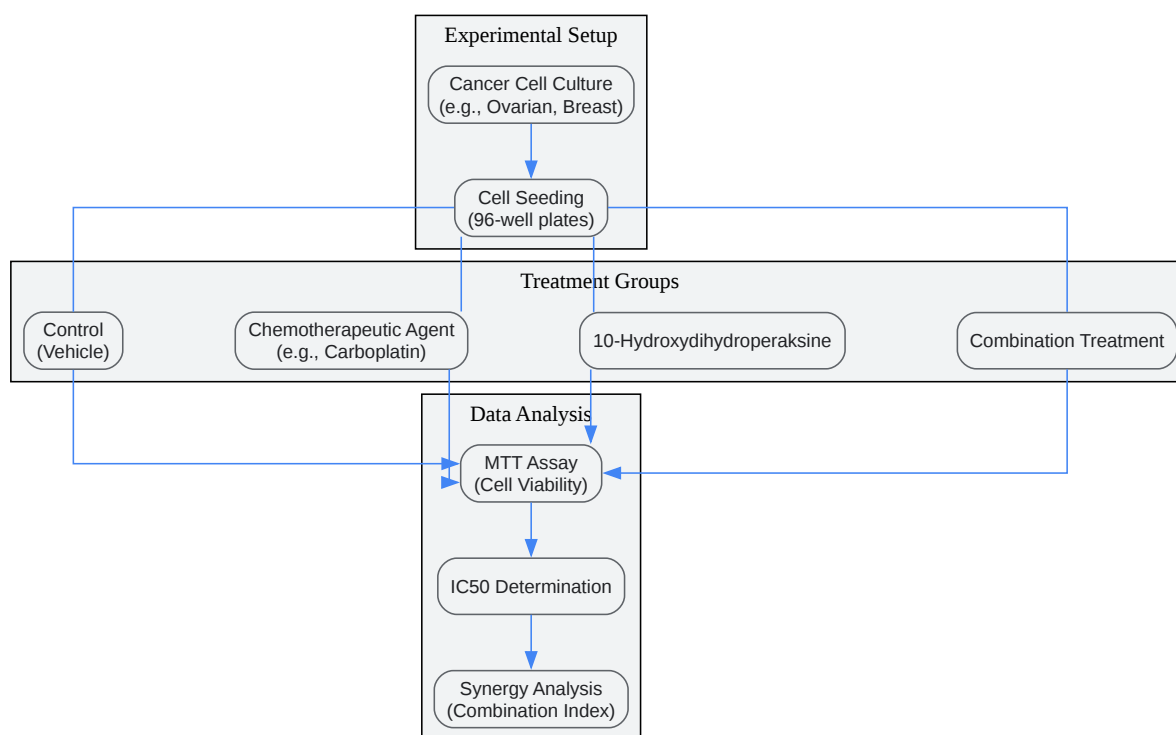 Experimental Setup
Cancer Cell Culture
(e.g., Ovarian, Breast)
Cell Seeding
(96-well plates)
Treatment Groups
Control
(Vehicle)
Chemotherapeutic Agent
(e.g., Carboplatin)
10-Hydroxydihydroperaksine
Combination Treatment
Data Analysis
MTT Assay
(Cell Viability)
IC50 Determination
Synergy Analysis
(Combination Index)